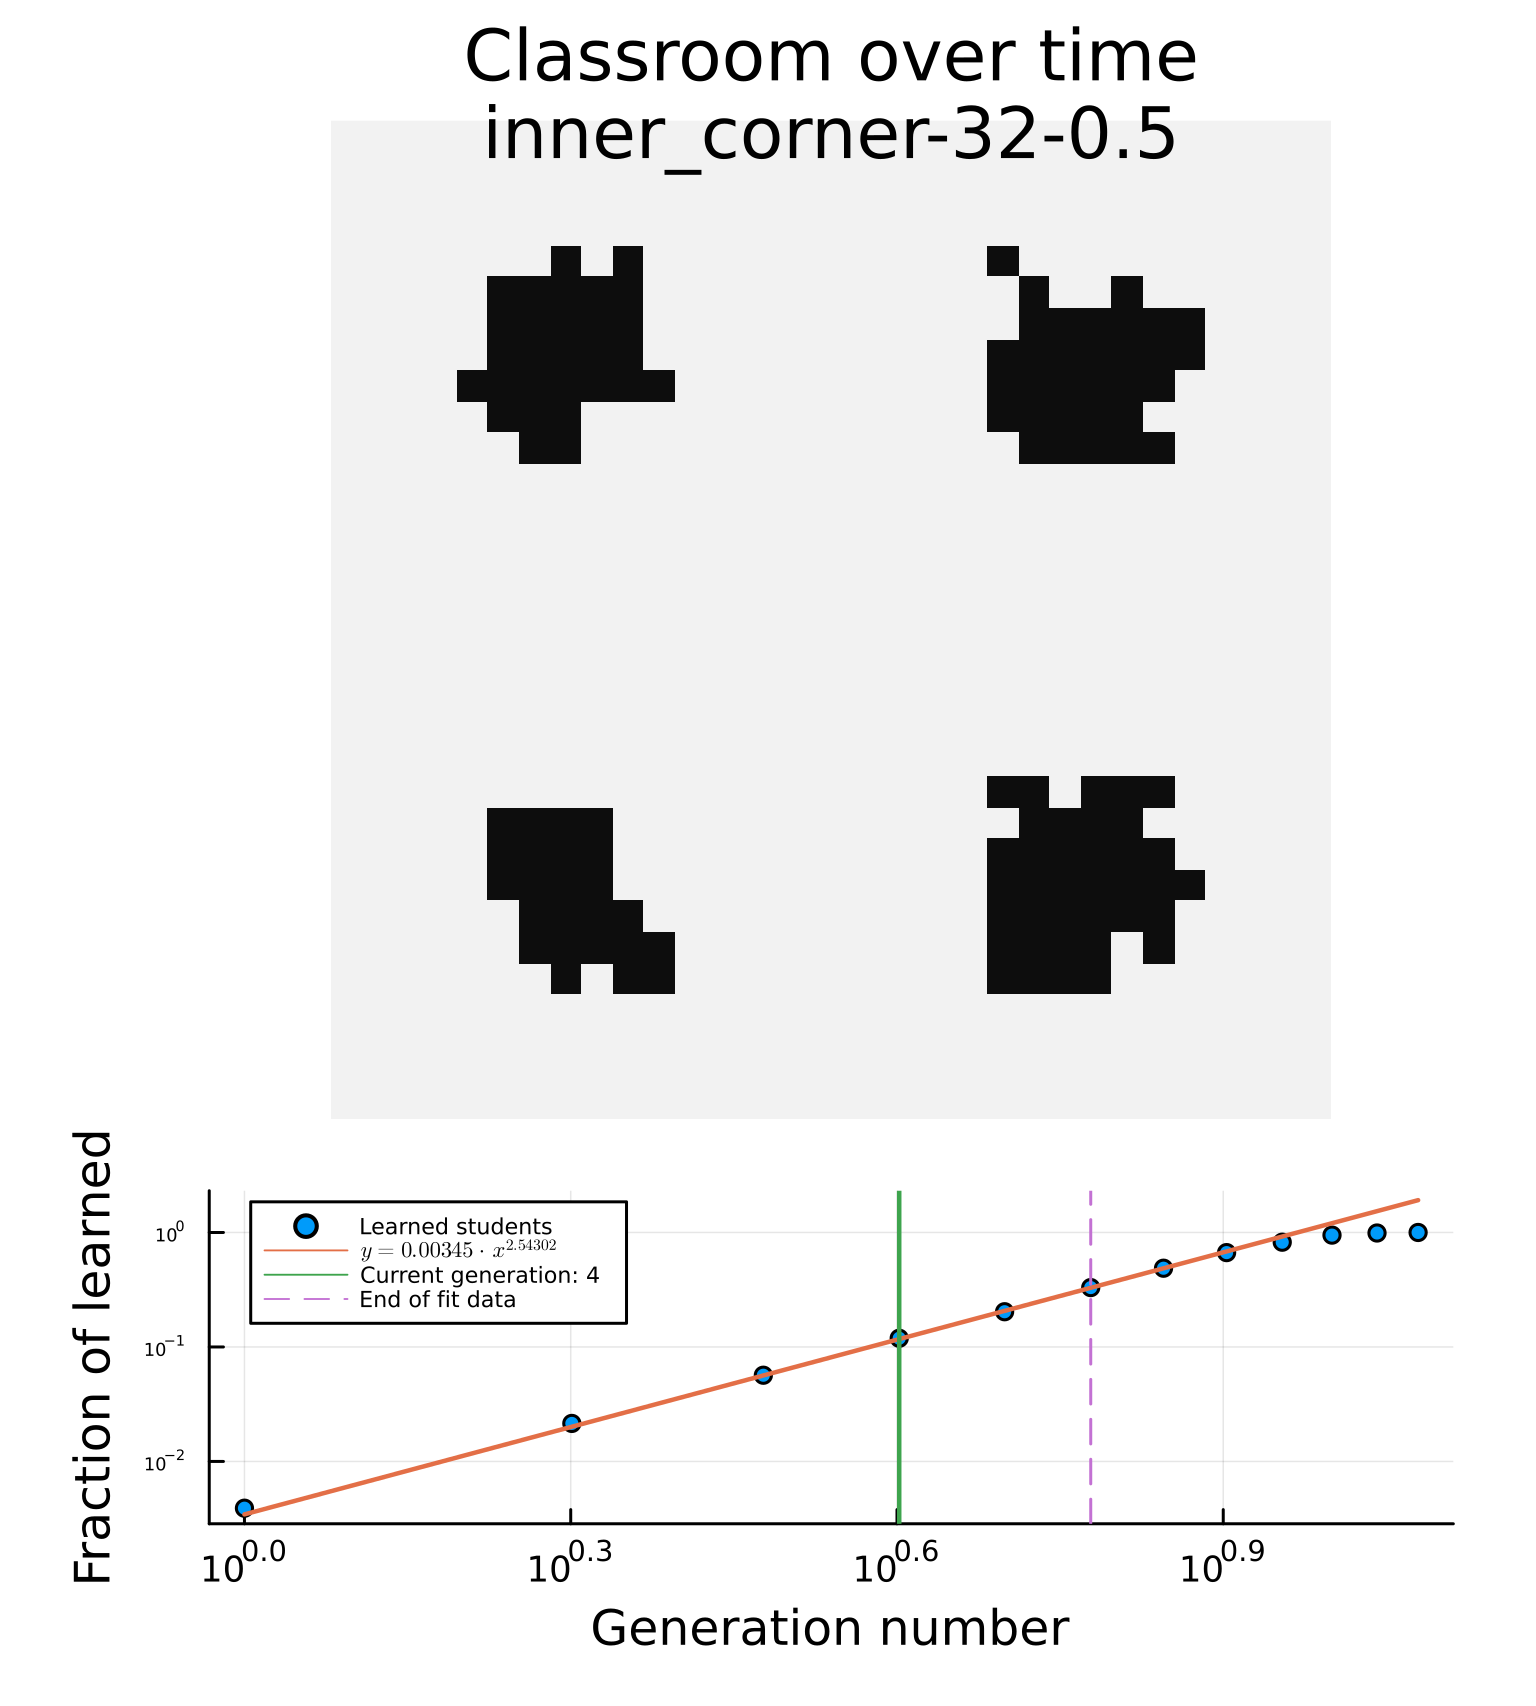 Classroom over time
inner_corner-32-0.5
Fraction of learned
10^0
10^−1
10^−2
Learned students
y = 0.00345 · x^2.54302
Current generation: 4
End of fit data
10^0.0 10^0.3 10^0.6 10^0.9
Generation number